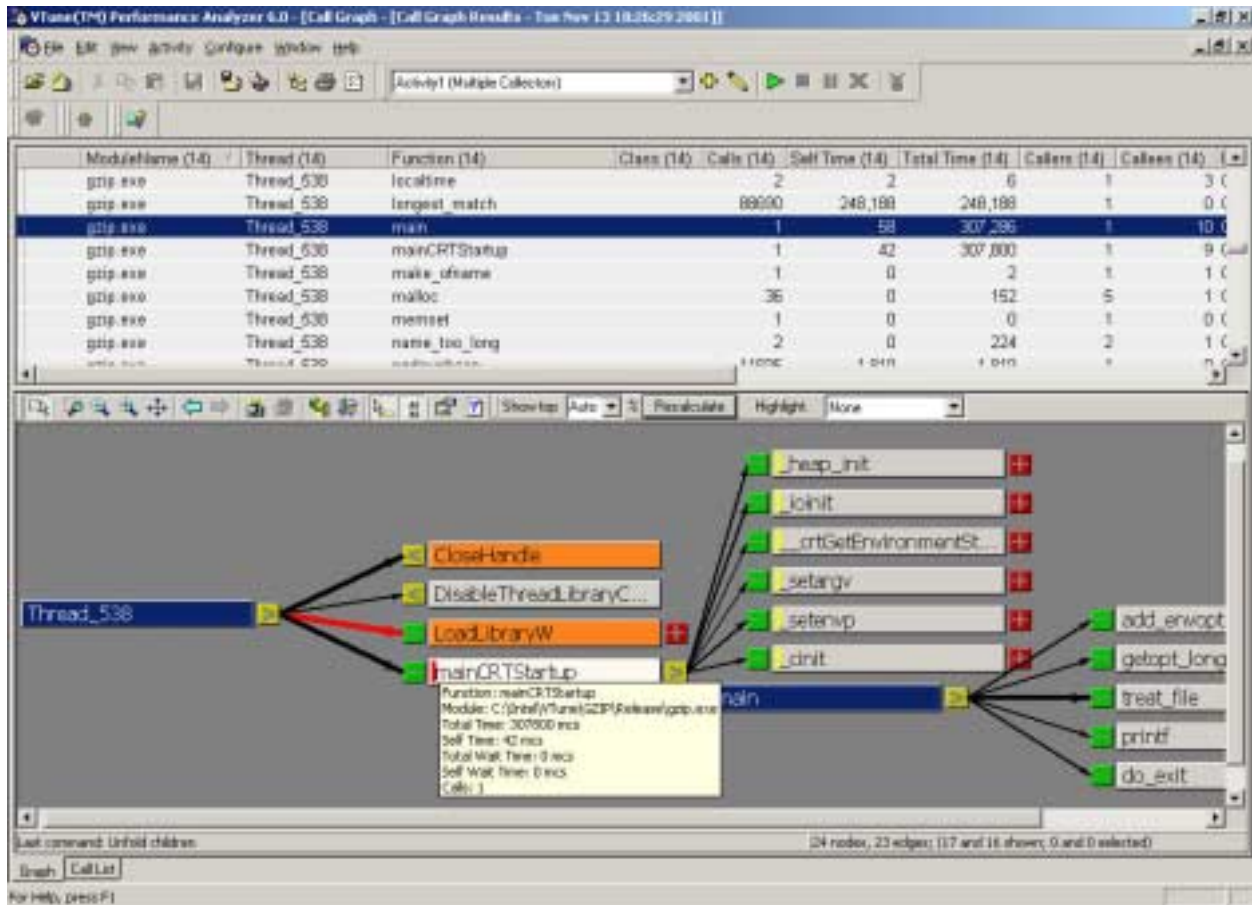 VTune(TM) Performance Analyzer 6.0 - [Call Graph - [Call Graph Results - Tue Nov 13 18:26:29 2001]]
File Edit View Activity Configure Window Help
Activity1 (Multiple Collectors)
ModuleName (14) Thread (14) Function (14) Class (14) Calls (14) Self Time (14) Total Time (14) Callers (14) Callees (14)
gzip.exe Thread_538 localtime 2 2 6 1 3
gzip.exe Thread_538 longest_match 248,188 248,188 1 0
gzip.exe Thread_538 main 1 58 307,286 1 10
gzip.exe Thread_538 mainCRTStartup 1 42 307,800 1 9
gzip.exe Thread_538 make_ofname 1 0 2 1 1
gzip.exe Thread_538 malloc 36 0 152 5 1
gzip.exe Thread_538 memset 1 0 0 1 0
gzip.exe Thread_538 name_too_long 2 0 224 2 1
Show top Auto % Recalculate Highlight: None
_heap_init
_ioinit
CloseHandle
__crtGetEnvironmentSt...
DisableThreadLibraryC...
_setargv
Thread_538
_setenvp
add_envopt
LoadLibraryW
_cinit
getopt_long
mainCRTStartup
main
treat_file
Function: mainCRTStartup
Module: C:\Intel\VTune\GZIP\Release\gzip.exe
Total Time: 307800 mcs
printf
Self Time: 42 mcs
Total Wait Time: 0 mcs
Self Wait Time: 0 mcs
do_exit
Calls: 1
Last command: Unfold children 24 nodes, 23 edges; (17 and 16 shown; 0 and 0 selected)
Graph Call List
For Help, press F1